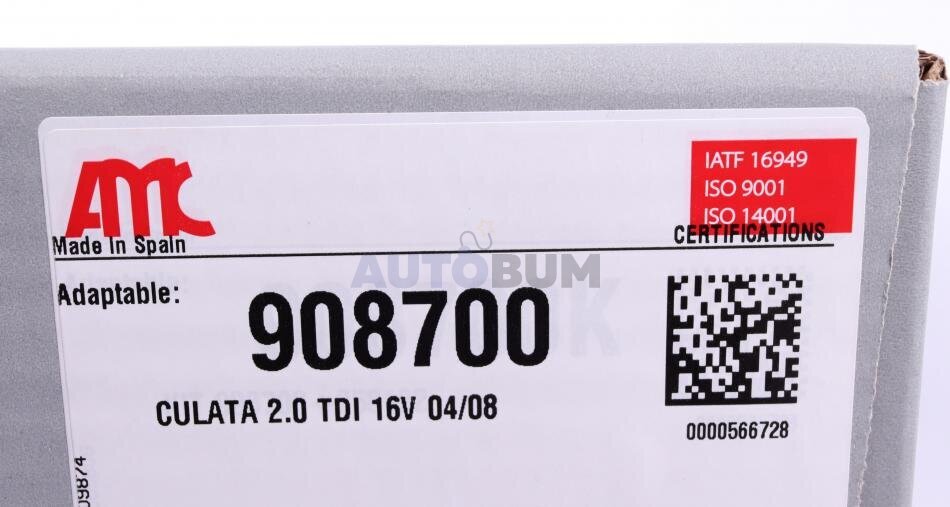 AMC
IATF 16949
ISO 9001
ISO 14001
Made In Spain
CERTIFICATIONS
AUTOBUM
Adaptable:
908700
CULATA 2.0 TDI 16V 04/08
0000566728